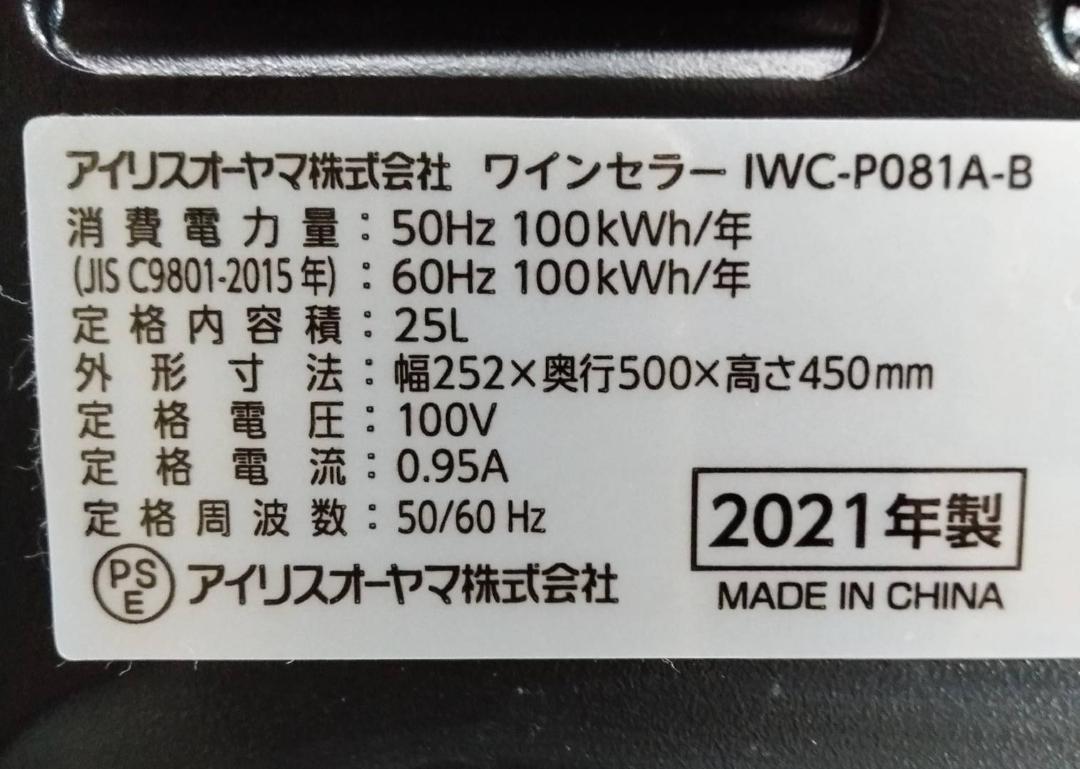 アイリスオーヤマ株式会社 ワインセラー IWC-P081A-B
消費電力量：50Hz 100kWh/年
(JIS C9801-2015年)：60Hz 100kWh/年
定格内容積：25L
外形寸法：幅252×奥行500×高さ450mm
定格電圧：100V
定格電流：0.95A
定格周波数：50/60 Hz
2021年製
PSE アイリスオーヤマ株式会社
MADE IN CHINA